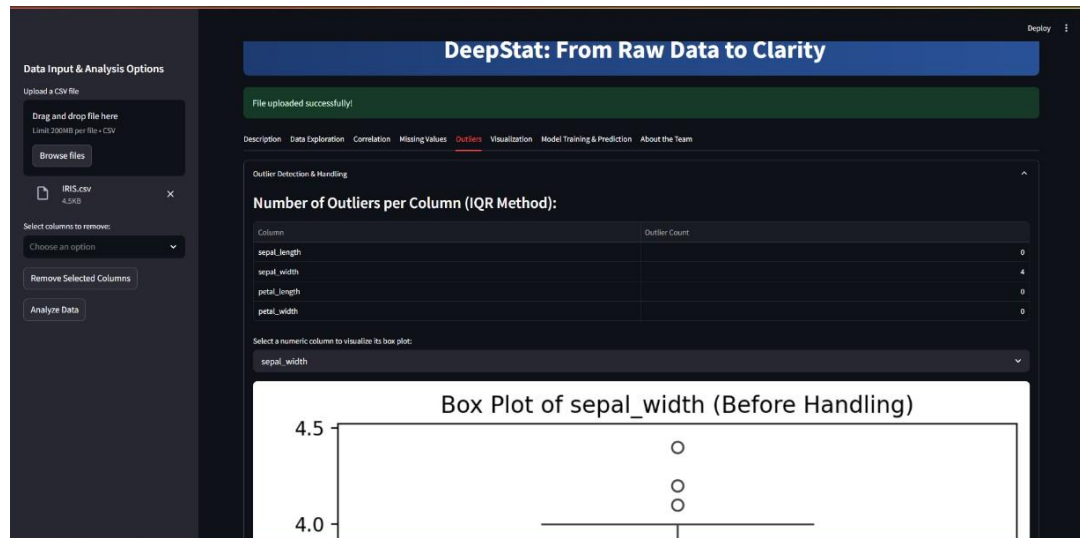 Deploy
DeepStat: From Raw Data to Clarity
Data Input & Analysis Options
Upload a CSV file
Drag and drop file here
Limit 200MB per file • CSV
Browse files
IRIS.csv
4.5KB
Select columns to remove:
Choose an option
Remove Selected Columns
Analyze Data
File uploaded successfully!
Description Data Exploration Correlation Missing Values Outliers Visualization Model Training & Prediction About the Team
Outlier Detection & Handling
Number of Outliers per Column (IQR Method):
Column Outlier Count
sepal_length 0
sepal_width 4
petal_length 0
petal_width 0
Select a numeric column to visualize its box plot:
sepal_width
Box Plot of sepal_width (Before Handling)
4.5
4.0